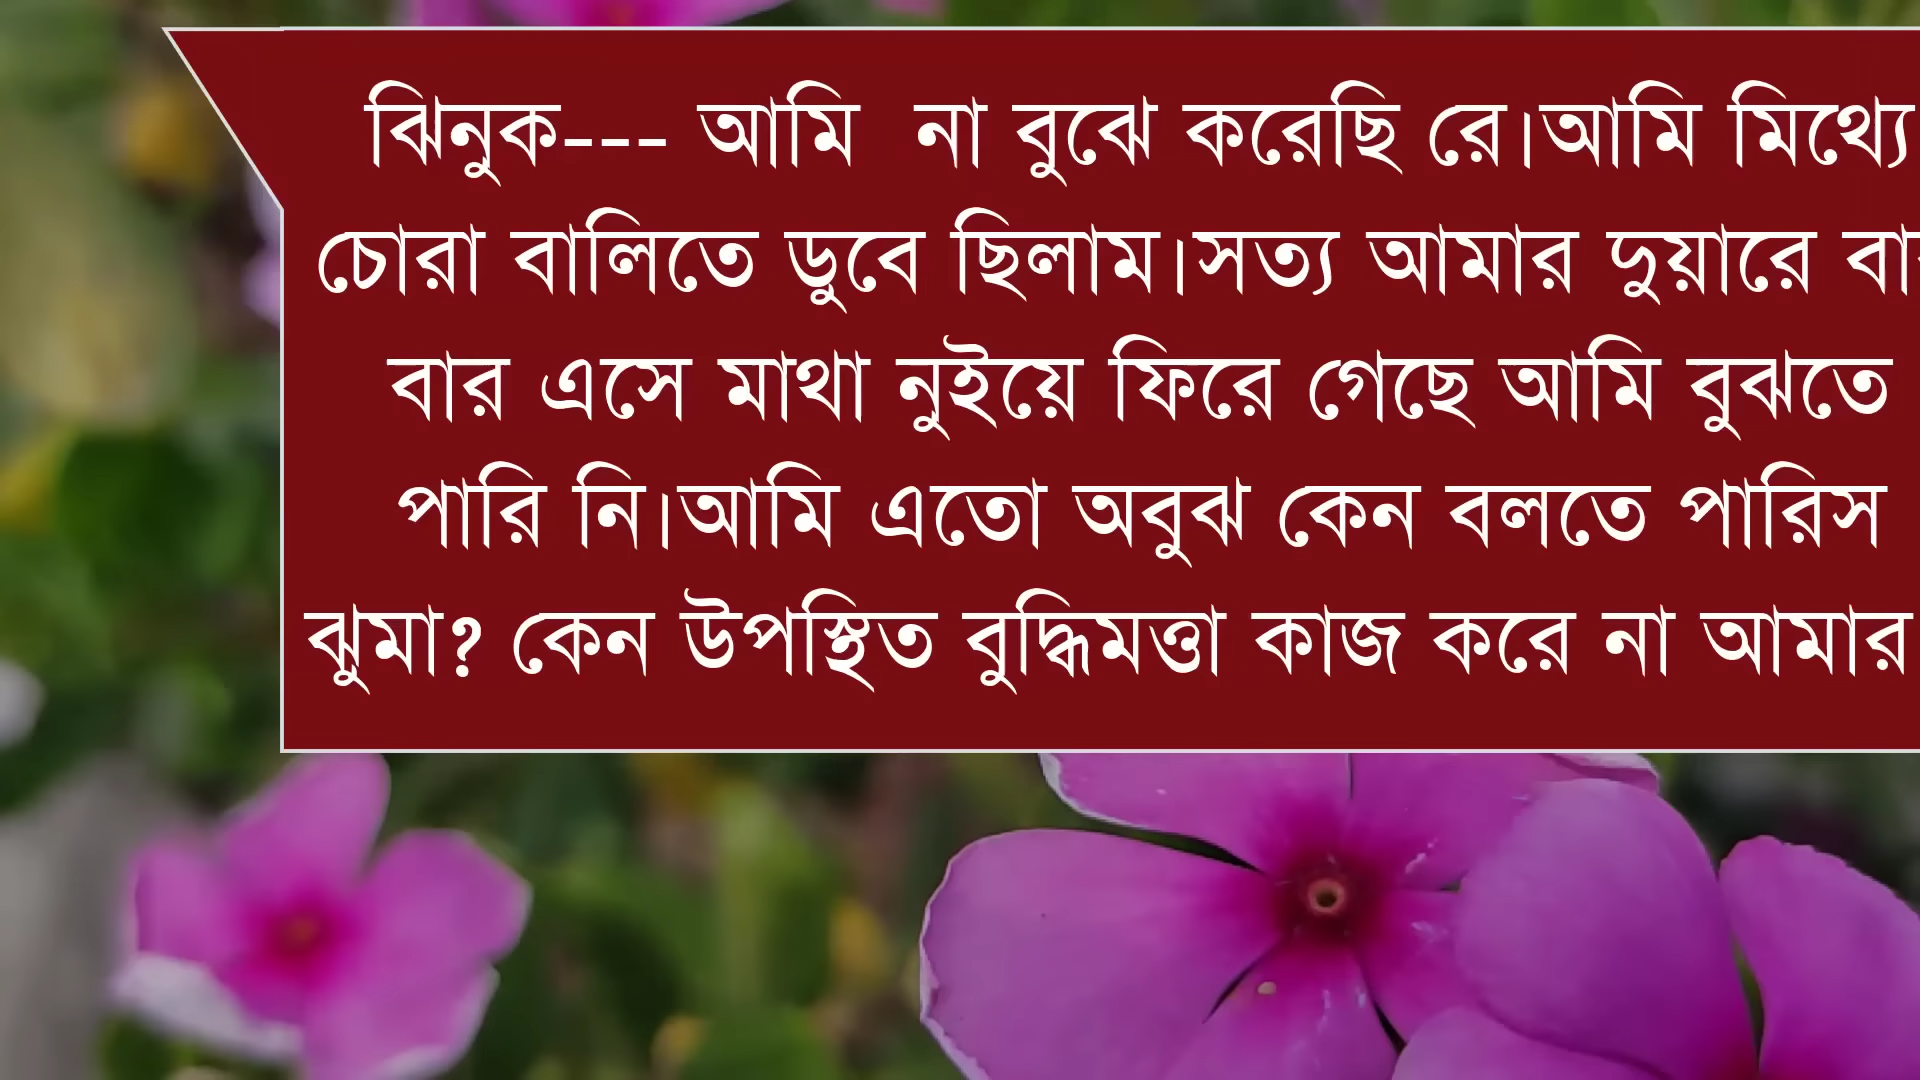 ঝিনুক--- আমি  না বুঝে করেছি রে।আমি মিথ্যে
চোরা বালিতে ডুবে ছিলাম।সত্য আমার দুয়ারে
বার এসে মাথা নুইয়ে ফিরে গেছে আমি বুঝতে
পারি নি।আমি এতো অবুঝ কেন বলতে পারিস
ঝুমা? কেন উপস্থিত বুদ্ধিমত্তা কাজ করে না আমার